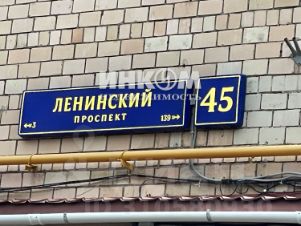 ИНКОМ
недвижимость
ЛЕНИНСКИЙ
ПРОСПЕКТ
45
↔3
139